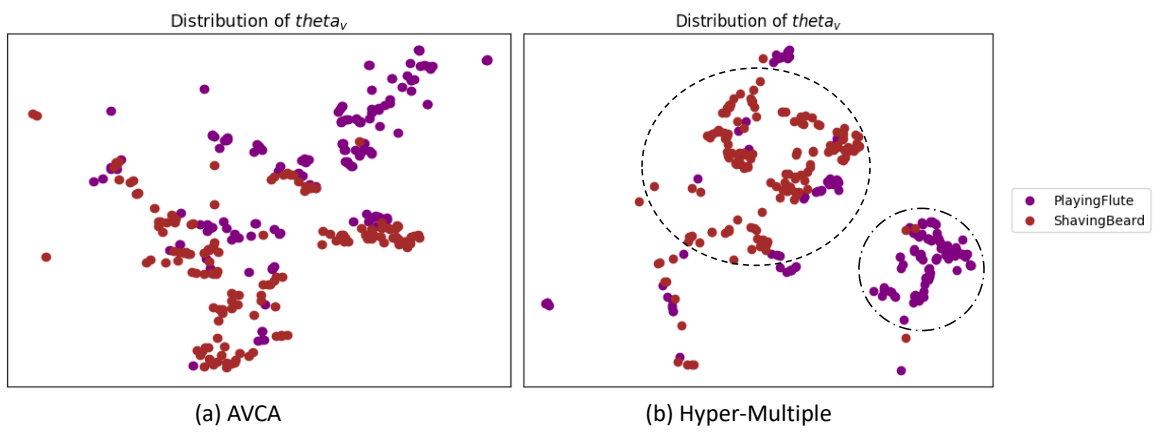 Distribution of theta_v
Distribution of theta_v
PlayingFlute
ShavingBeard
(a) AVCA
(b) Hyper-Multiple